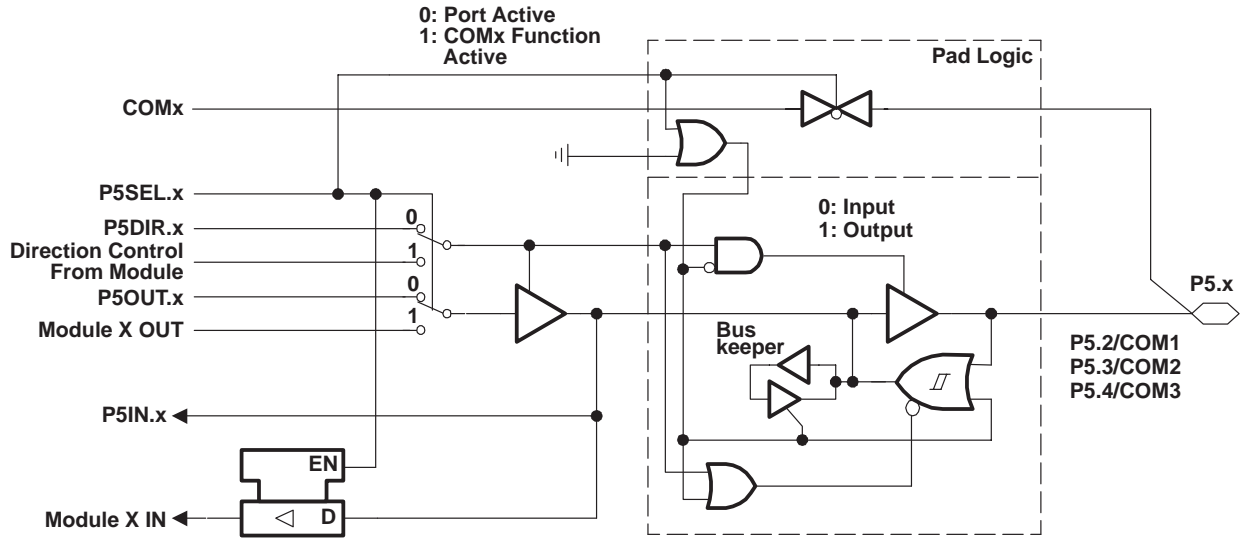 0: Port Active
1: COMx Function
Active
Pad Logic
COMx
P5SEL.x
0: Input
1: Output
P5DIR.x
0
Direction Control
From Module
1
P5OUT.x
0
Module X OUT
1
P5.x
Bus
keeper
P5.2/COM1
P5.3/COM2
P5.4/COM3
P5IN.x
EN
Module X IN
D